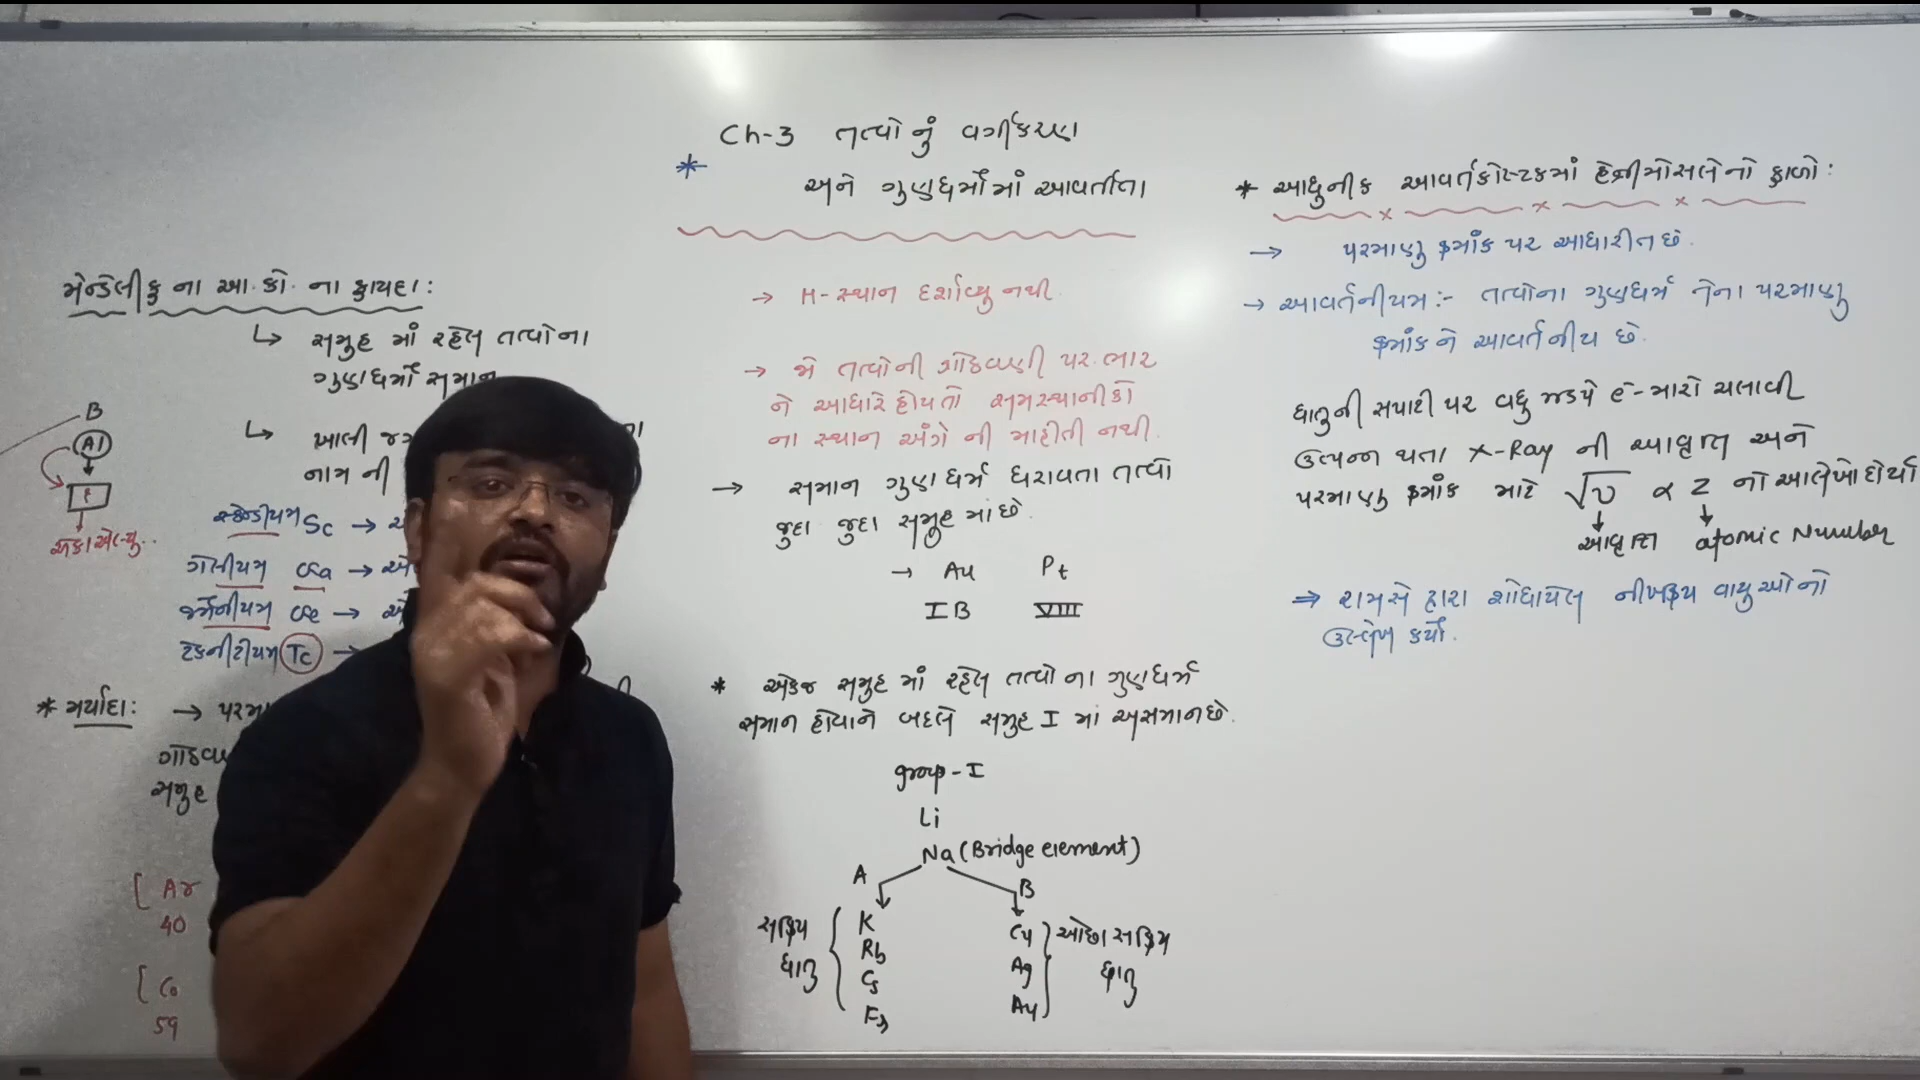 Ch-3 તત્વો નું વર્ગીકરણ
* અને ગુણધર્મોમાં આવર્તીતા
મેન્ડેલીફ ના આ.કો. ના ફાયદા:
↳ સમુહ માં રહેલ તત્વોના
ગુણધર્મો સમાન
↳ ખાલી
નામ ની
B
Al
સ્કેન્ડીયમ Sc →
ગેલીયમ Ga →
જર્મેનીયમ Ge →
ટેકનીટીયમ Tc →
* મર્યાદા: →
સમુહ
[ Ar
40
[ Co
59
→ H-સ્થાન દર્શાવ્યુ નથી.
→ જો તત્વોની ગોઠવણી પર ભાર
ને આધારે હોય તો સમસ્થાનીકો
ના સ્થાન અંગે ની માહીતી નથી.
→ સમાન ગુણધર્મ ધરાવતા તત્વો
જુદા જુદા સમુહ માં છે.
→ Au Pt
IB VIII
* એકજ સમુહ માં રહેલ તત્વો ના ગુણધર્મ
સમાન હોવાને બદલે સમુહ I માં અસમાન છે.
group - I
Li
Na (Bridge element)
A B
સક્રિય ધાતુ
K
Rb
Cs
Fr
Cu
Ag
Au
ઓછા સક્રિય
ધાતુ
* આધુનીક આવર્તકોષ્ટકમાં હેન્રીમોસલેનો ફાળો:
→ પરમાણુ ક્રમાંક પર આધારીત છે.
→ આવર્તનીયમ:- તત્વોના ગુણધર્મ તેના પરમાણુ
ક્રમાંકને આવર્તનીય છે.
ધાતુની સપાટી પર વધુ ઝડપે e- મારો ચલાવી
ઉત્પન્ન થતા X-Ray ની આવૃત્તિ અને
પરમાણુ ક્રમાંક માટે √υ α Z નો આલેખ દોર્યો
આવૃત્તિ atomic Number
⇒ રામસે દ્વારા શોધાયેલ નીષ્ક્રિય વાયુઓનો
ઉલ્લેખ કર્યો.